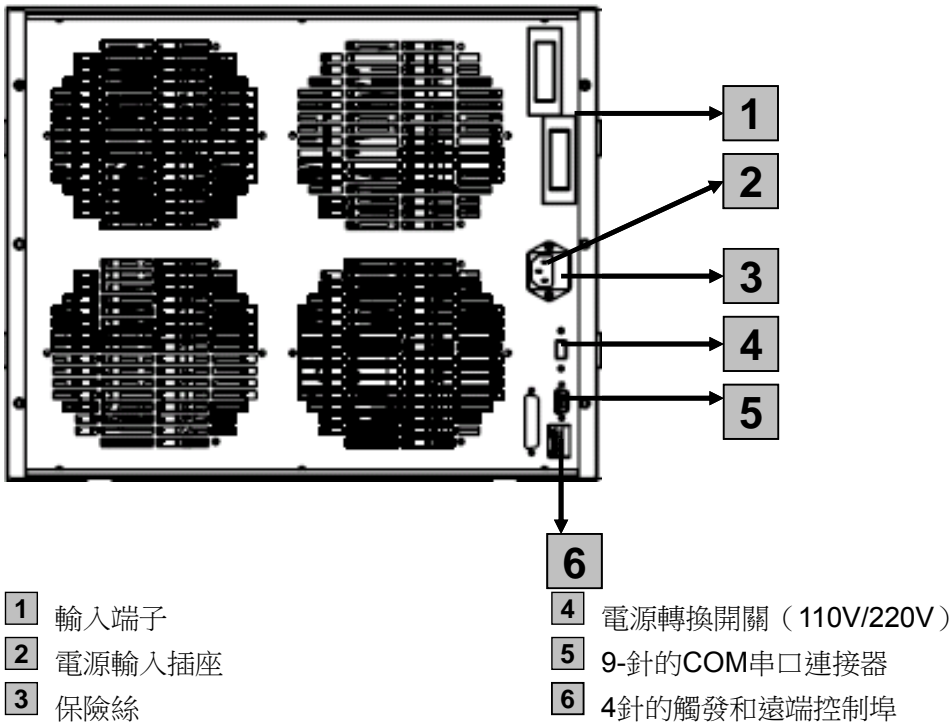 1
2
3
4
5
6
1 輸入端子
2 電源輸入插座
3 保險絲
4 電源轉換開關（110V/220V）
5 9-針的COM串口連接器
6 4針的觸發和遠端控制埠